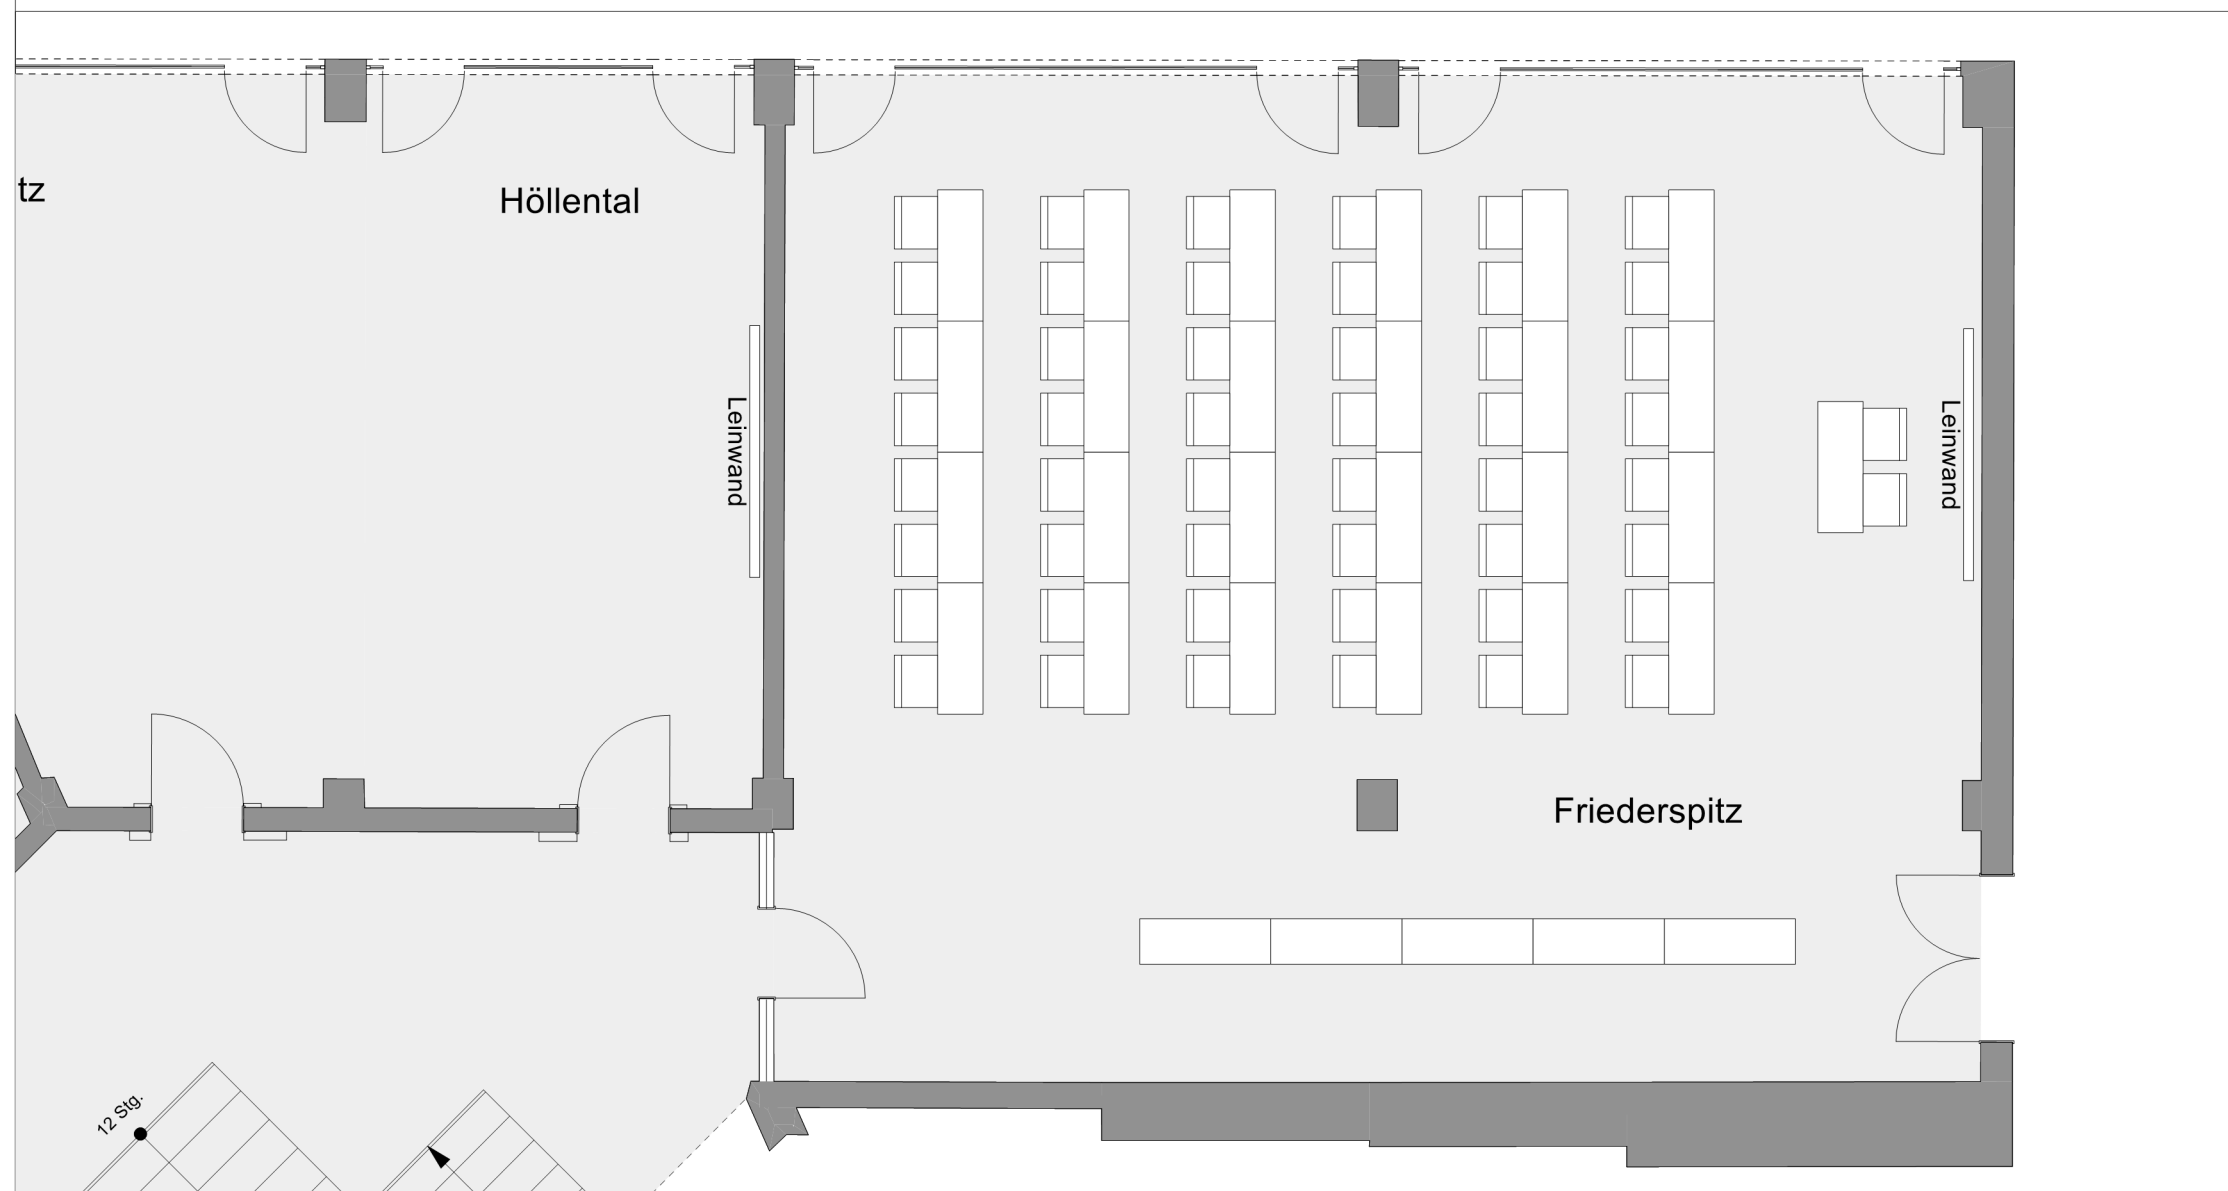 tz
Höllental
Leinwand
Leinwand
Friederspitz
12 Stg.